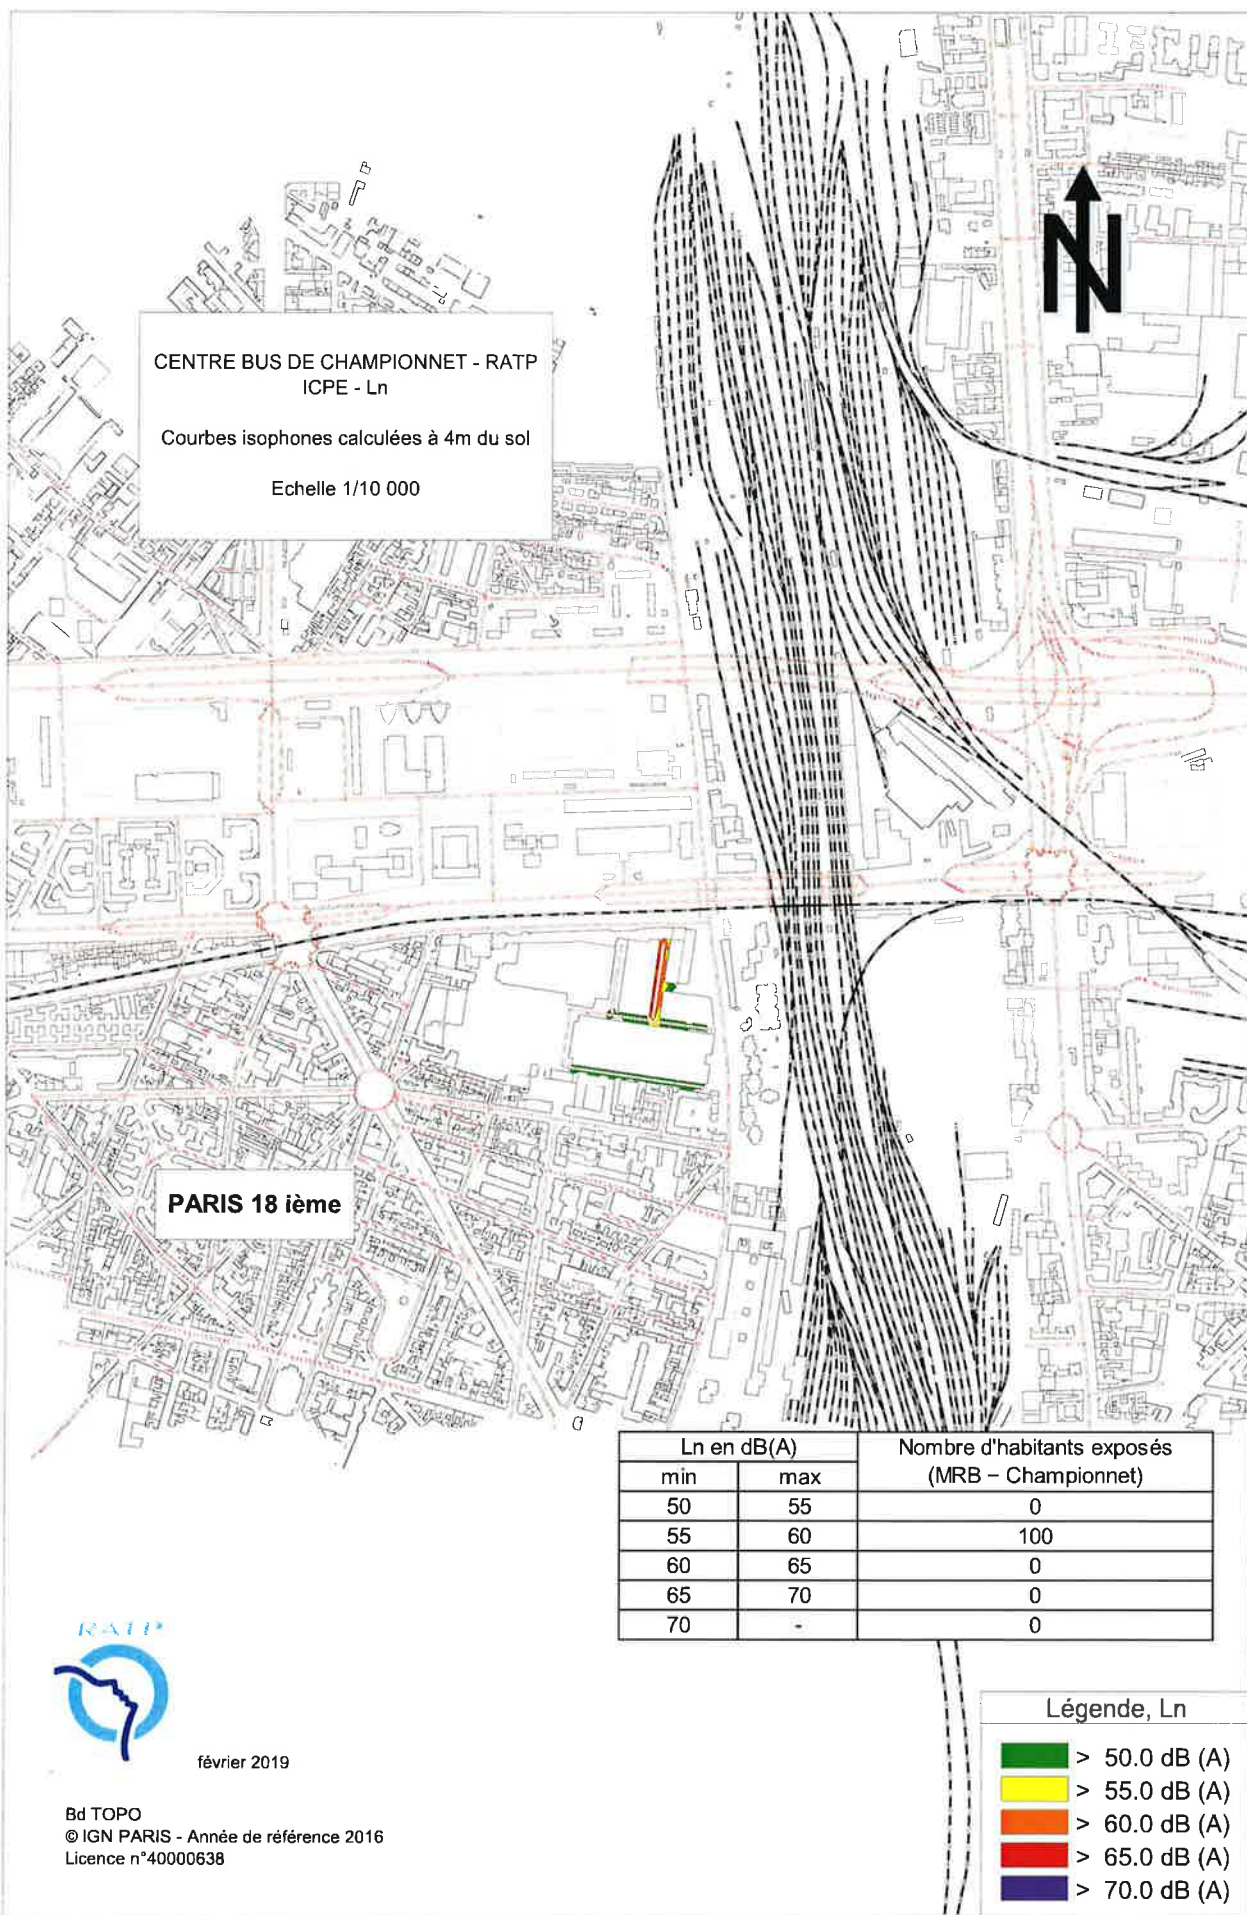 CENTRE BUS DE CHAMPIONNET - RATP
ICPE - Ln
Courbes isophones calculées à 4m du sol
Echelle 1/10 000
N
PARIS 18 ième
Ln en dB(A) Nombre d'habitants exposés
min max (MRB – Championnet)
50 55 0
55 60 100
60 65 0
65 70 0
70 - 0
RATP
février 2019
Bd TOPO
© IGN PARIS - Année de référence 2016
Licence n°40000638
Légende, Ln
> 50.0 dB (A)
> 55.0 dB (A)
> 60.0 dB (A)
> 65.0 dB (A)
> 70.0 dB (A)